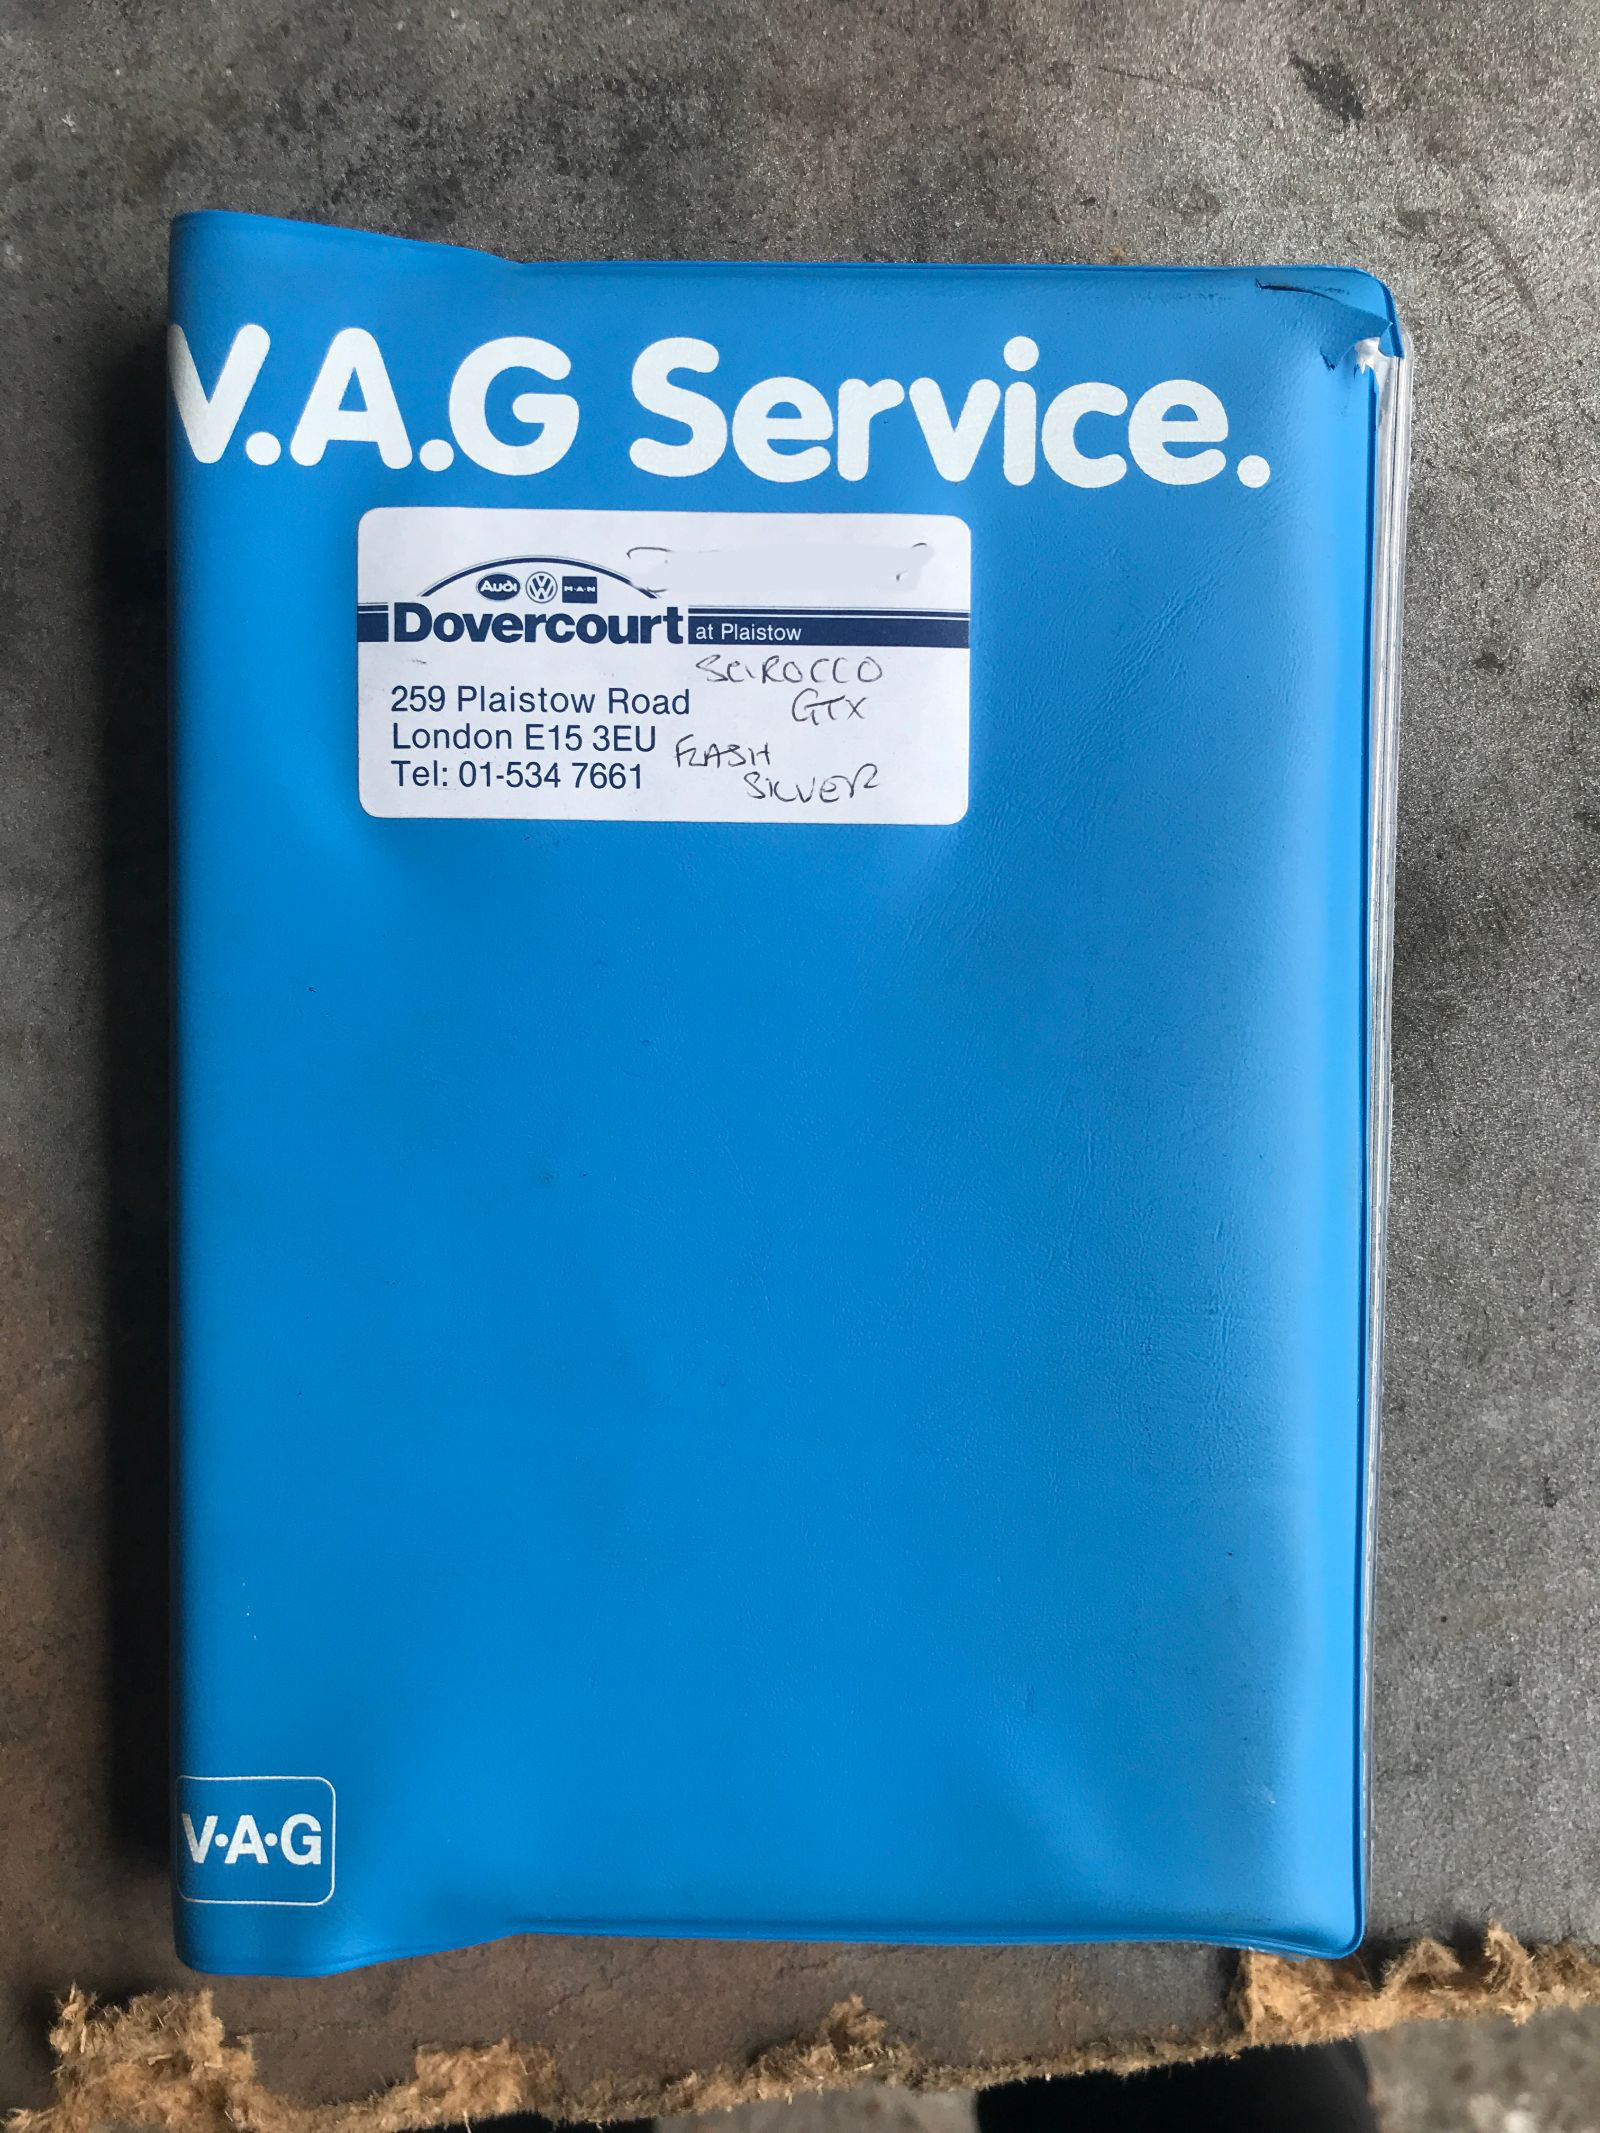 V.A.G Service.
Audi VW M·A·N
Dovercourt at Plaistow
SCIROCCO
259 Plaistow Road
GTX
London E15 3EU
FLASH
Tel: 01-534 7661
SILVER
V·A·G